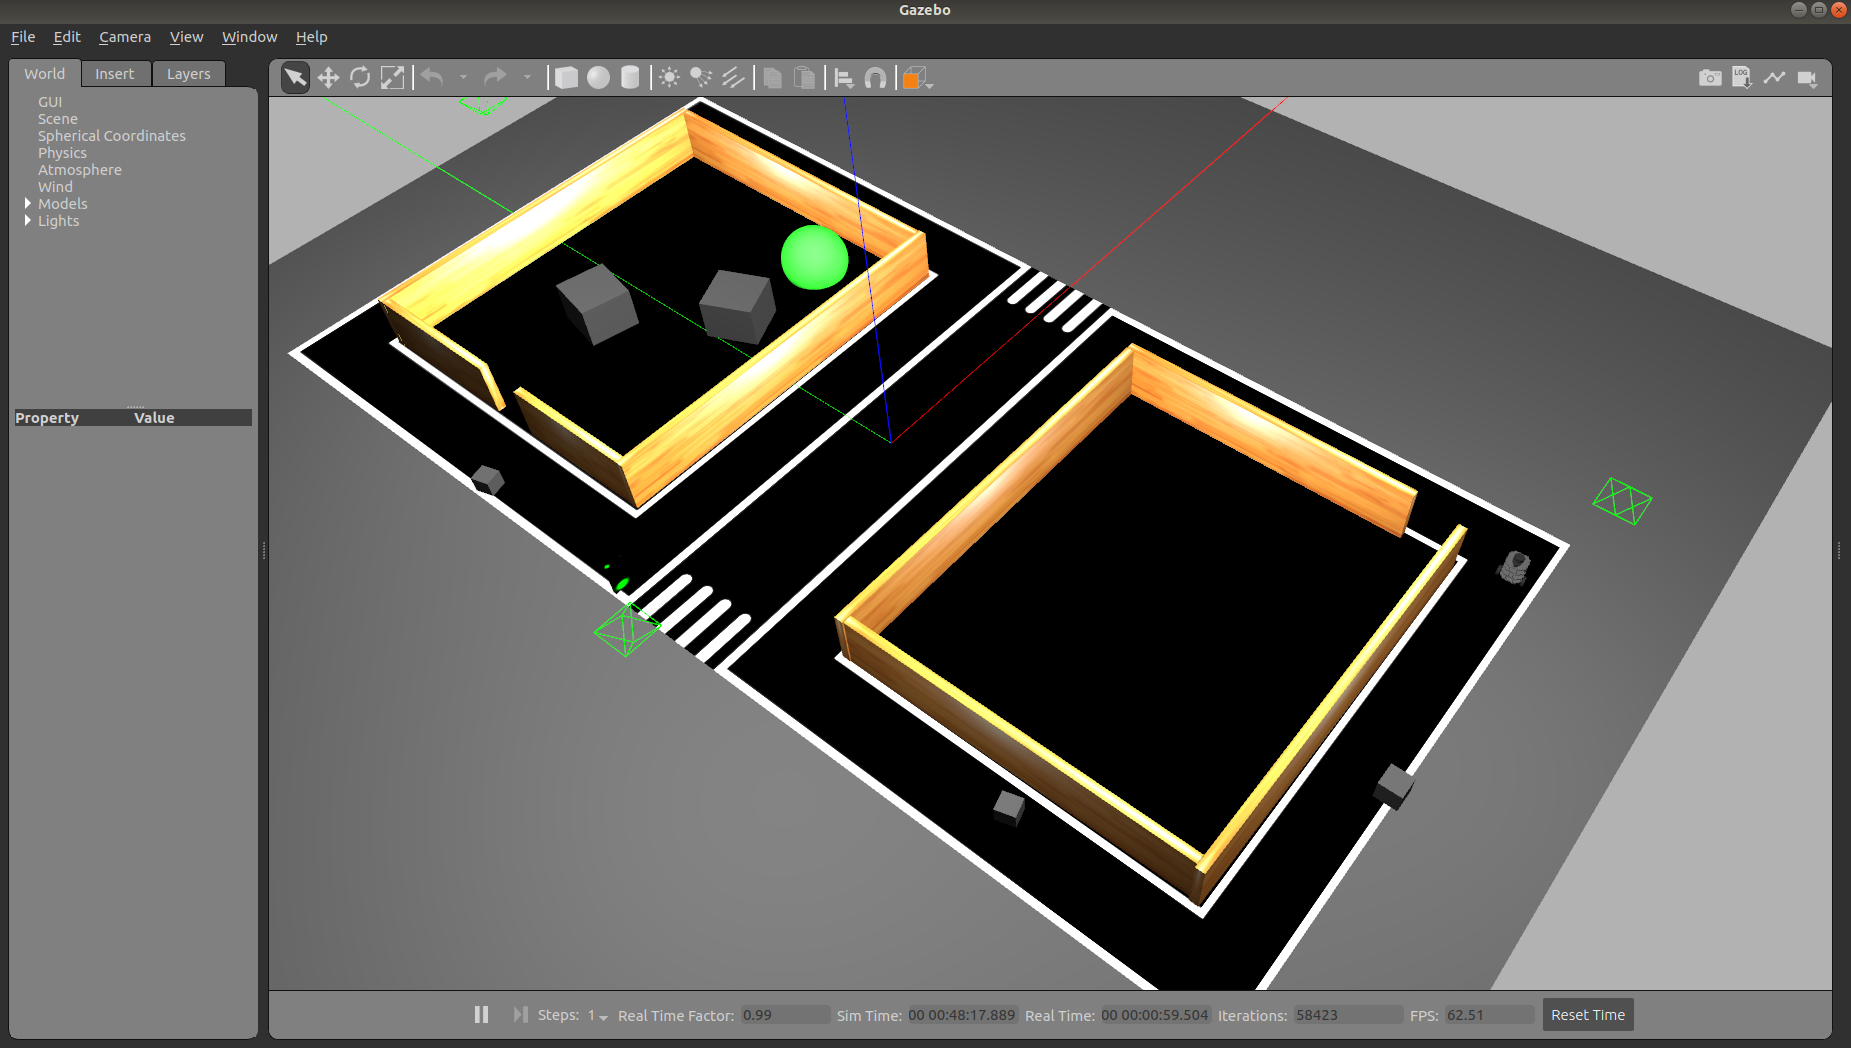 Gazebo
File Edit Camera View Window Help
World Insert Layers
GUI
Scene
Spherical Coordinates
Physics
Atmosphere
Wind
Models
Lights
LOG
Property Value
Steps: 1 Real Time Factor: 0.99 Sim Time: 00 00:48:17.889 Real Time: 00 00:00:59.504 Iterations: 58423 FPS: 62.51 Reset Time